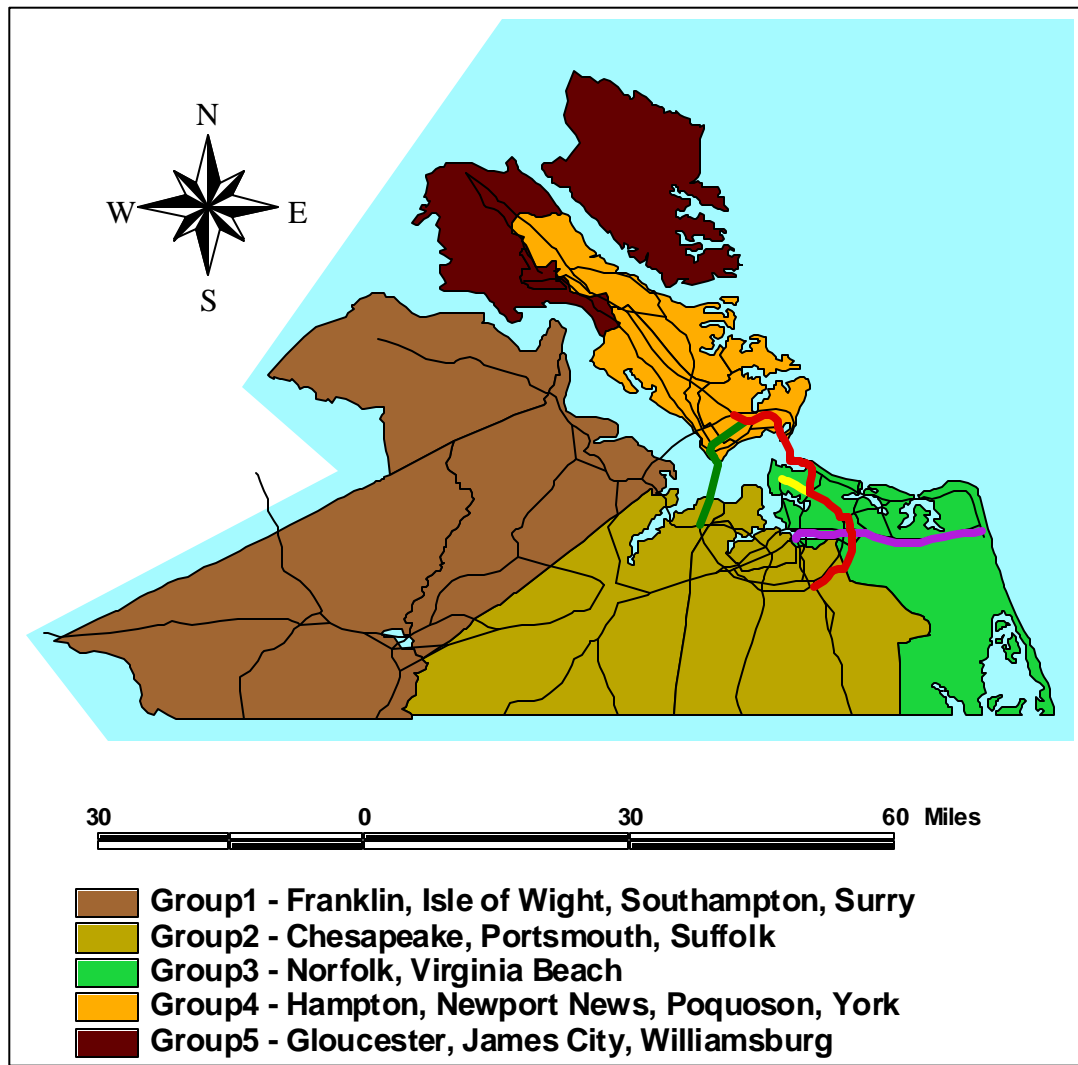 N
W E
S
30 0 30 60 Miles
Group1 - Franklin, Isle of Wight, Southampton, Surry
Group2 - Chesapeake, Portsmouth, Suffolk
Group3 - Norfolk, Virginia Beach
Group4 - Hampton, Newport News, Poquoson, York
Group5 - Gloucester, James City, Williamsburg